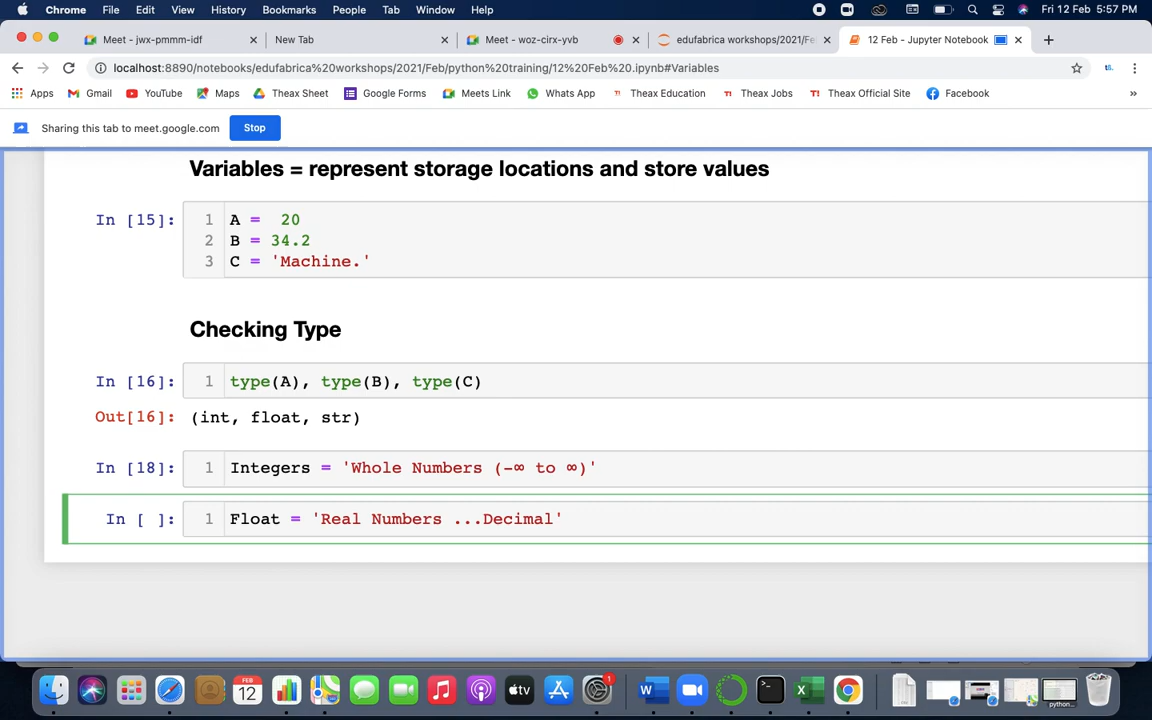 Chrome File Edit View History Bookmarks People Tab Window Help Fri 12 Feb 5:57 PM
Meet - jwx-pmmm-idf New Tab Meet - woz-cirx-yvb edufabrica workshops/2021/Fe 12 Feb - Jupyter Notebook
localhost:8890/notebooks/edufabrica%20workshops/2021/Feb/python%20training/12%20Feb%20.ipynb#Variables
Apps Gmail YouTube Maps Theax Sheet Google Forms Meets Link Whats App Theax Education Theax Jobs Theax Official Site Facebook »
Sharing this tab to meet.google.com Stop
Variables = represent storage locations and store values
In [15]: 1 A = 20
2 B = 34.2
3 C = 'Machine.'
Checking Type
In [16]: 1 type(A), type(B), type(C)
Out[16]: (int, float, str)
In [18]: 1 Integers = 'Whole Numbers (-∞ to ∞)'
In [ ]: 1 Float = 'Real Numbers ...Decimal'
FEB
12
tv
1
python...